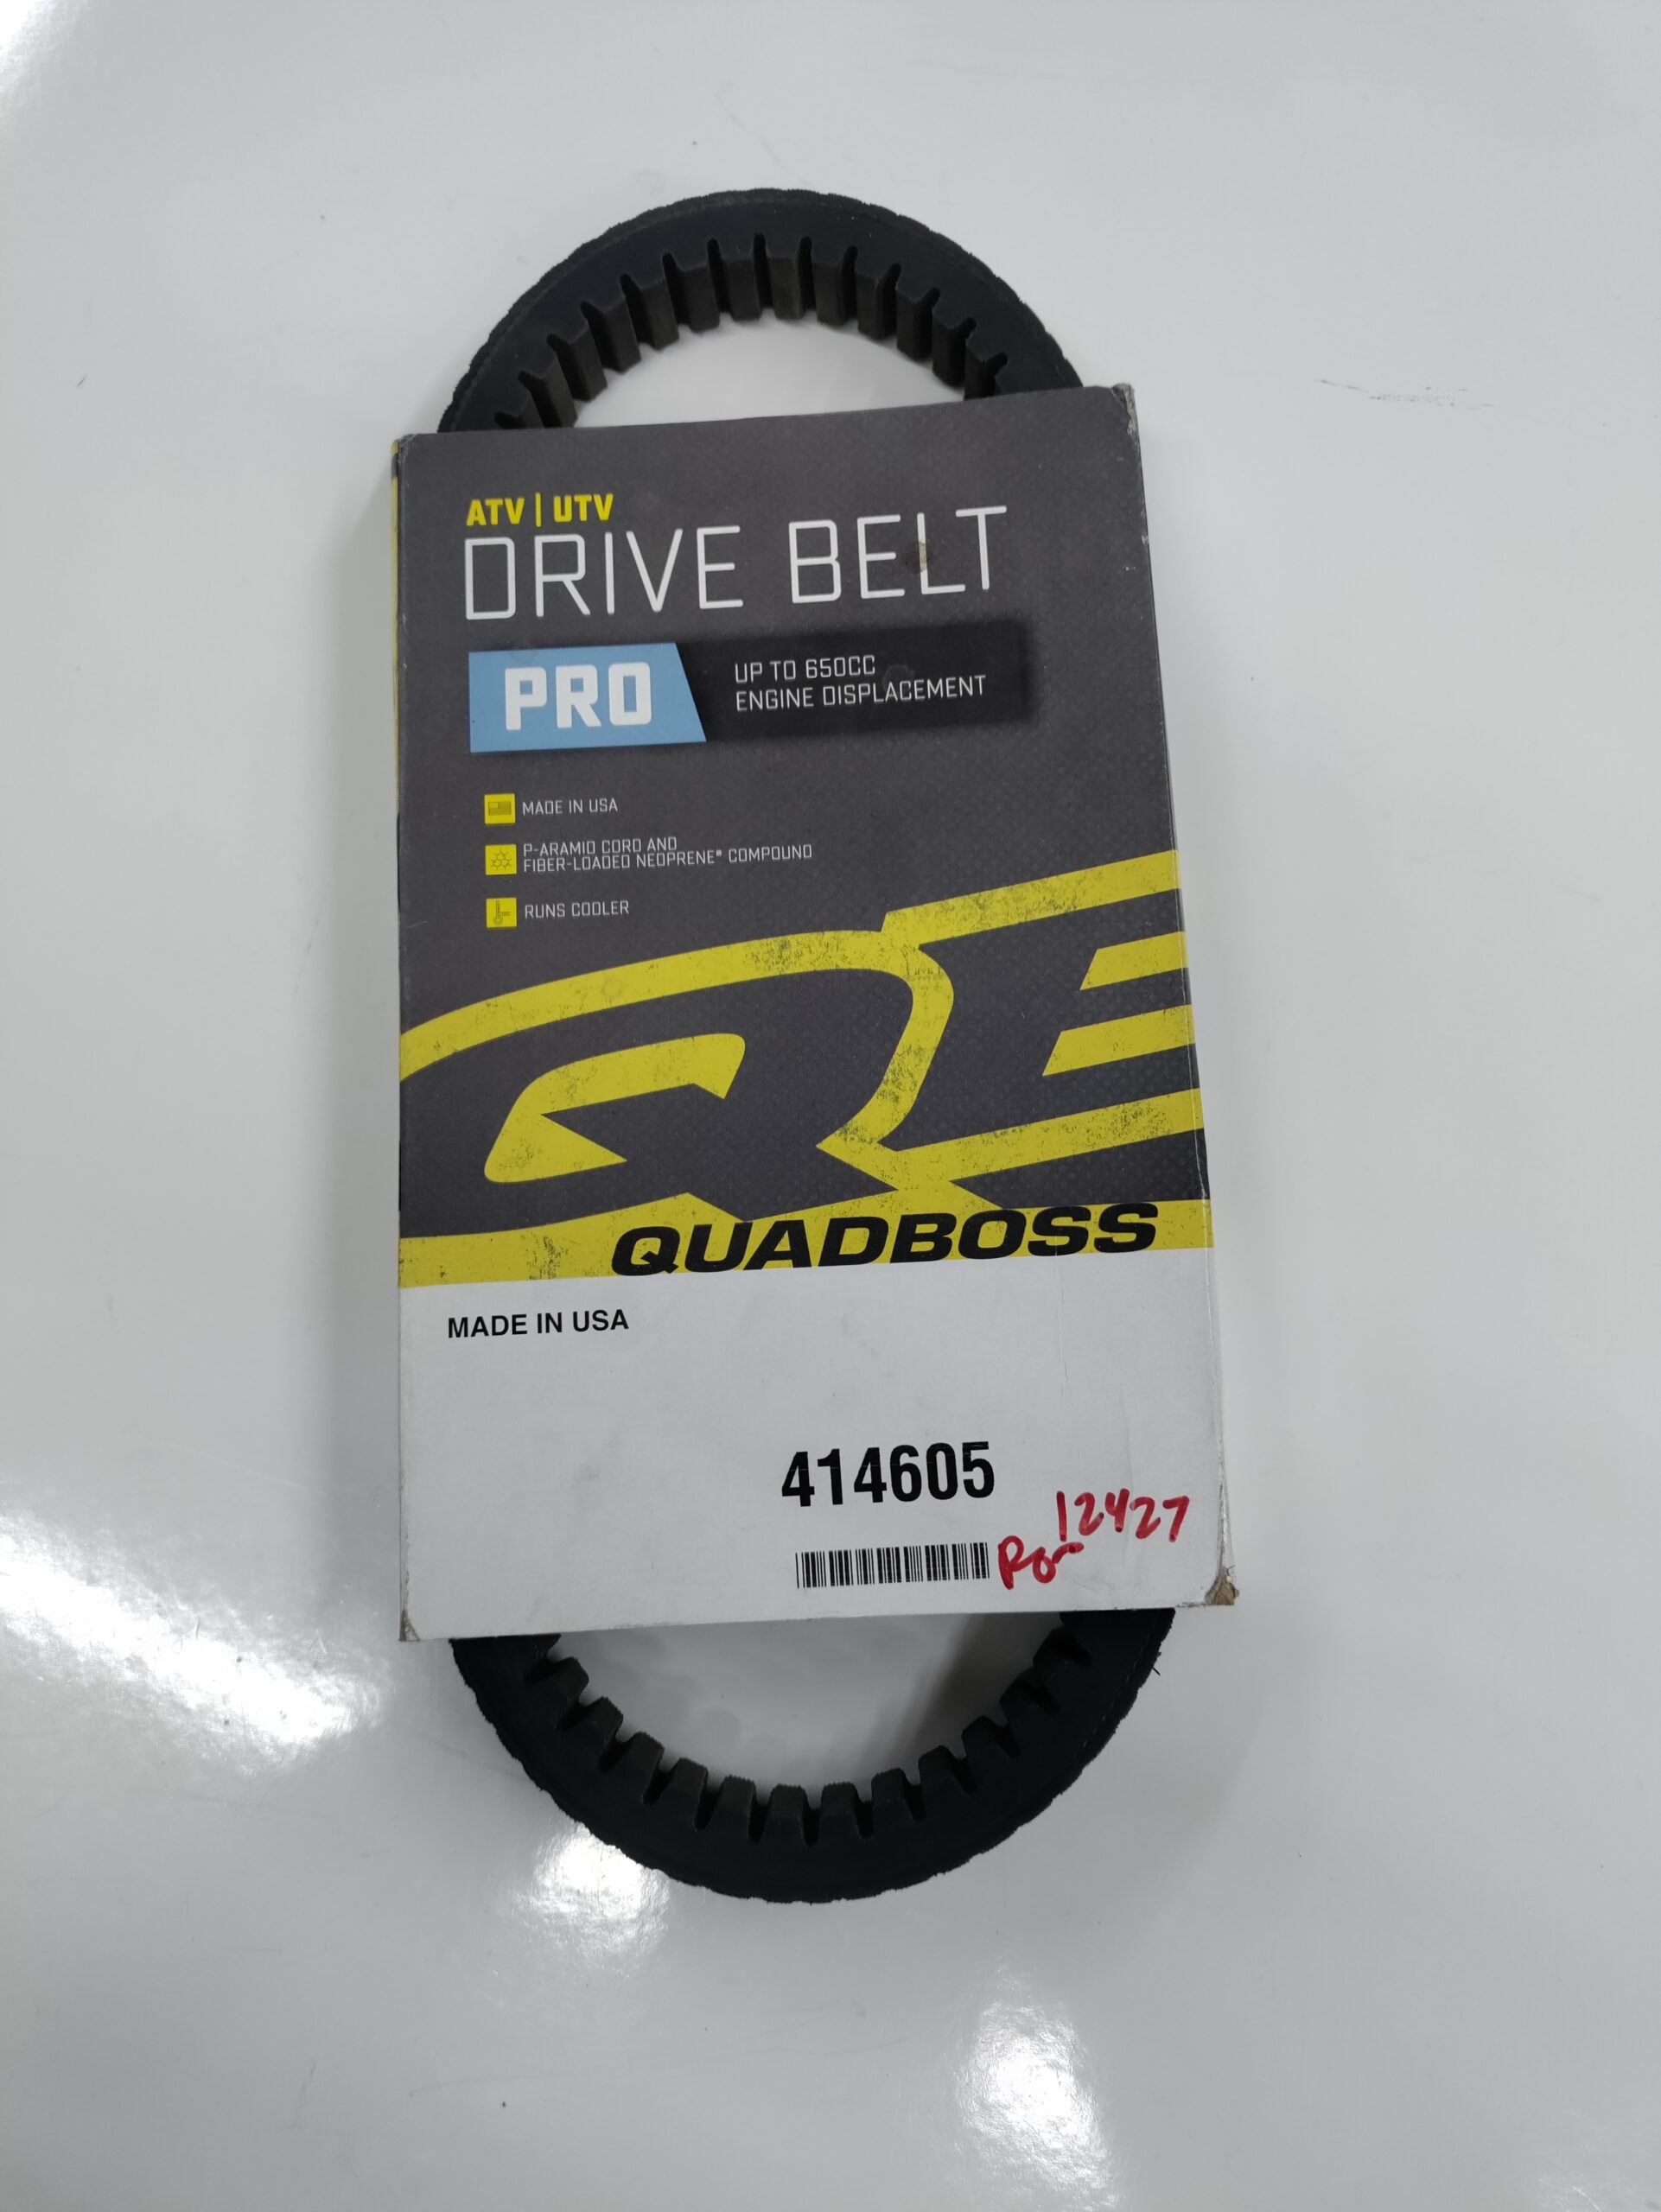 ATV | UTV
DRIVE BELT
PRO
UP TO 650CC
ENGINE DISPLACEMENT
MADE IN USA
P-ARAMID CORD AND
FIBER-LOADED NEOPRENE® COMPOUND
RUNS COOLER
QUADBOSS
MADE IN USA
414605
12427